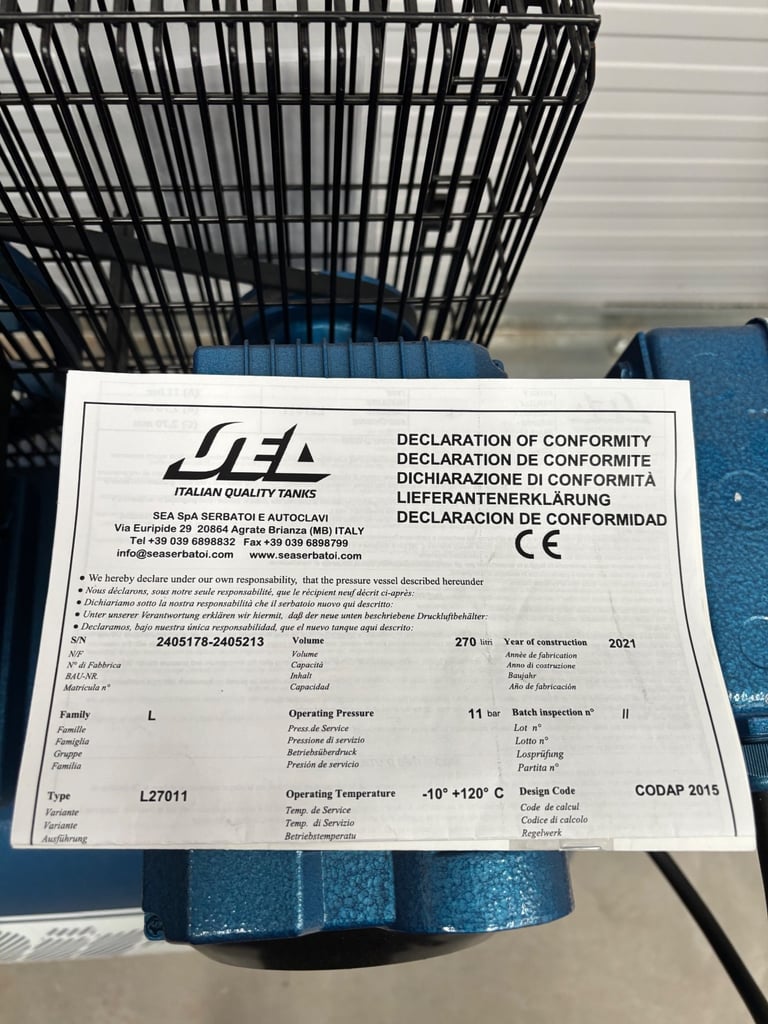 SEA
ITALIAN QUALITY TANKS
SEA SpA SERBATOI E AUTOCLAVI
Via Euripide 29 20864 Agrate Brianza (MB) ITALY
Tel +39 039 6898832 Fax +39 039 6898799
info@seaserbatoi.com www.seaserbatoi.com
DECLARATION OF CONFORMITY
DECLARATION DE CONFORMITE
DICHIARAZIONE DI CONFORMITÀ
LIEFERANTENERKLÄRUNG
DECLARACION DE CONFORMIDAD
CE
• We hereby declare under our own responsability, that the pressure vessel described hereunder
• Nous déclarons, sous notre seule responsabilité, que le récipient neuf décrit ci-après:
• Dichiariamo sotto la nostra responsabilità che il serbatoio nuovo qui descritto:
• Unter unserer Verantwortung erklären wir hiermit, daß der neue unten beschriebene Druckluftbehälter:
• Declaramos, bajo nuestra única responsabilidad, que el nuevo tanque aqui descrito:
S/N 2405178-2405213 Volume 270 litri Year of construction 2021
N/F Volume Année de fabrication
N° di Fabbrica Capacità Anno di costruzione
BAU-NR. Inhalt Baujahr
Matricula n° Capacidad Año de fabricación
Family L Operating Pressure 11 bar Batch inspection n° //
Famille Press.de Service Lot n°
Famiglia Pressione di servizio Lotto n°
Gruppe Betriebsüberdruck Losprüfung
Familia Presión de servicio Partita n°
Type L27011 Operating Temperature -10° +120° C Design Code CODAP 2015
Variante Temp. de Service Code de calcul
Variante Temp. di Servizio Codice di calcolo
Ausführung Betriebstemperatu Regelwerk